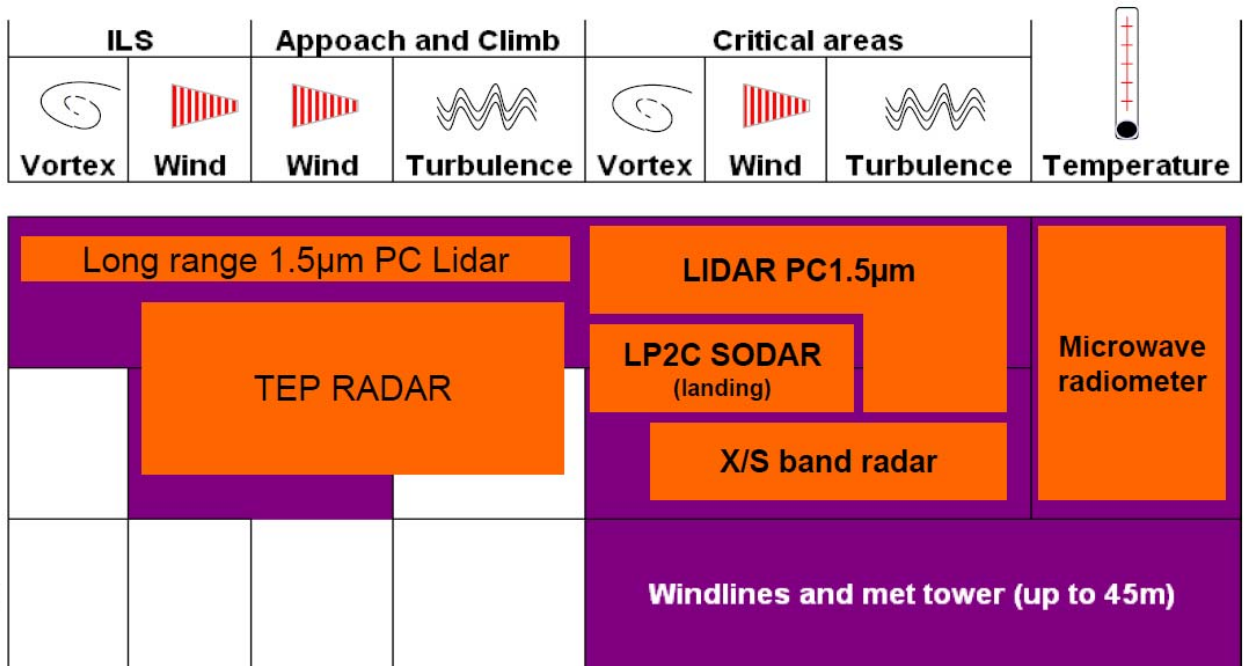 ILS
Appoach and Climb
Critical areas
Vortex
Wind
Wind
Turbulence
Vortex
Wind
Turbulence
Temperature
Long range 1.5µm PC Lidar
LIDAR PC1.5µm
TEP RADAR
LP2C SODAR
(landing)
Microwave
radiometer
X/S band radar
Windlines and met tower (up to 45m)